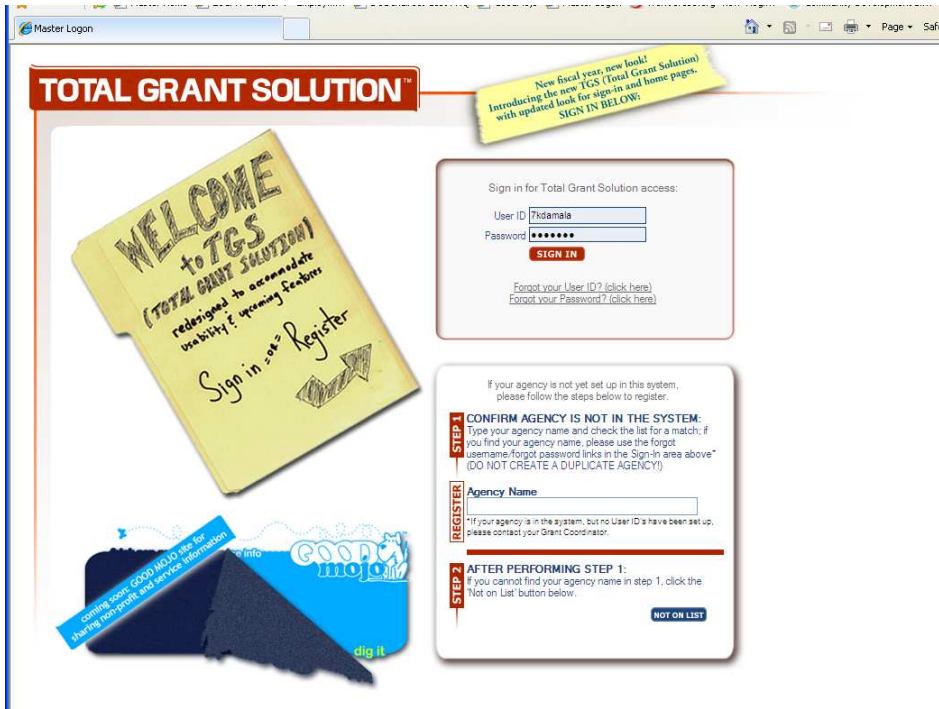 Master Logon
Page
TOTAL GRANT SOLUTION™
New fiscal year, new look!
Introducing the new TGS (Total Grant Solution)
with updated look for sign-in and home pages.
SIGN IN BELOW:
WELCOME
to TGS
(TOTAL GRANT SOLUTION)
redesigned to accommodate
usability & upcoming features
Sign in =OR= Register
Sign in for Total Grant Solution access:
User ID 7kdamala
Password ●●●●●●●
SIGN IN
Forgot your User ID? (click here)
Forgot your Password? (click here)
If your agency is not yet set up in this system,
please follow the steps below to register.
STEP 1
CONFIRM AGENCY IS NOT IN THE SYSTEM:
Type your agency name and check the list for a match; if
you find your agency name, please use the forgot
username/forgot password links in the Sign-In area above*
(DO NOT CREATE A DUPLICATE AGENCY!)
REGISTER
Agency Name
*If your agency is in the system, but no User ID's have been set up,
please contact your Grant Coordinator.
STEP 2
AFTER PERFORMING STEP 1:
If you cannot find your agency name in step 1, click the
'Not on List' button below.
NOT ON LIST
coming soon: GOOD MOJO site for
sharing non-profit and service information
info
GOOD
mojo
dig it